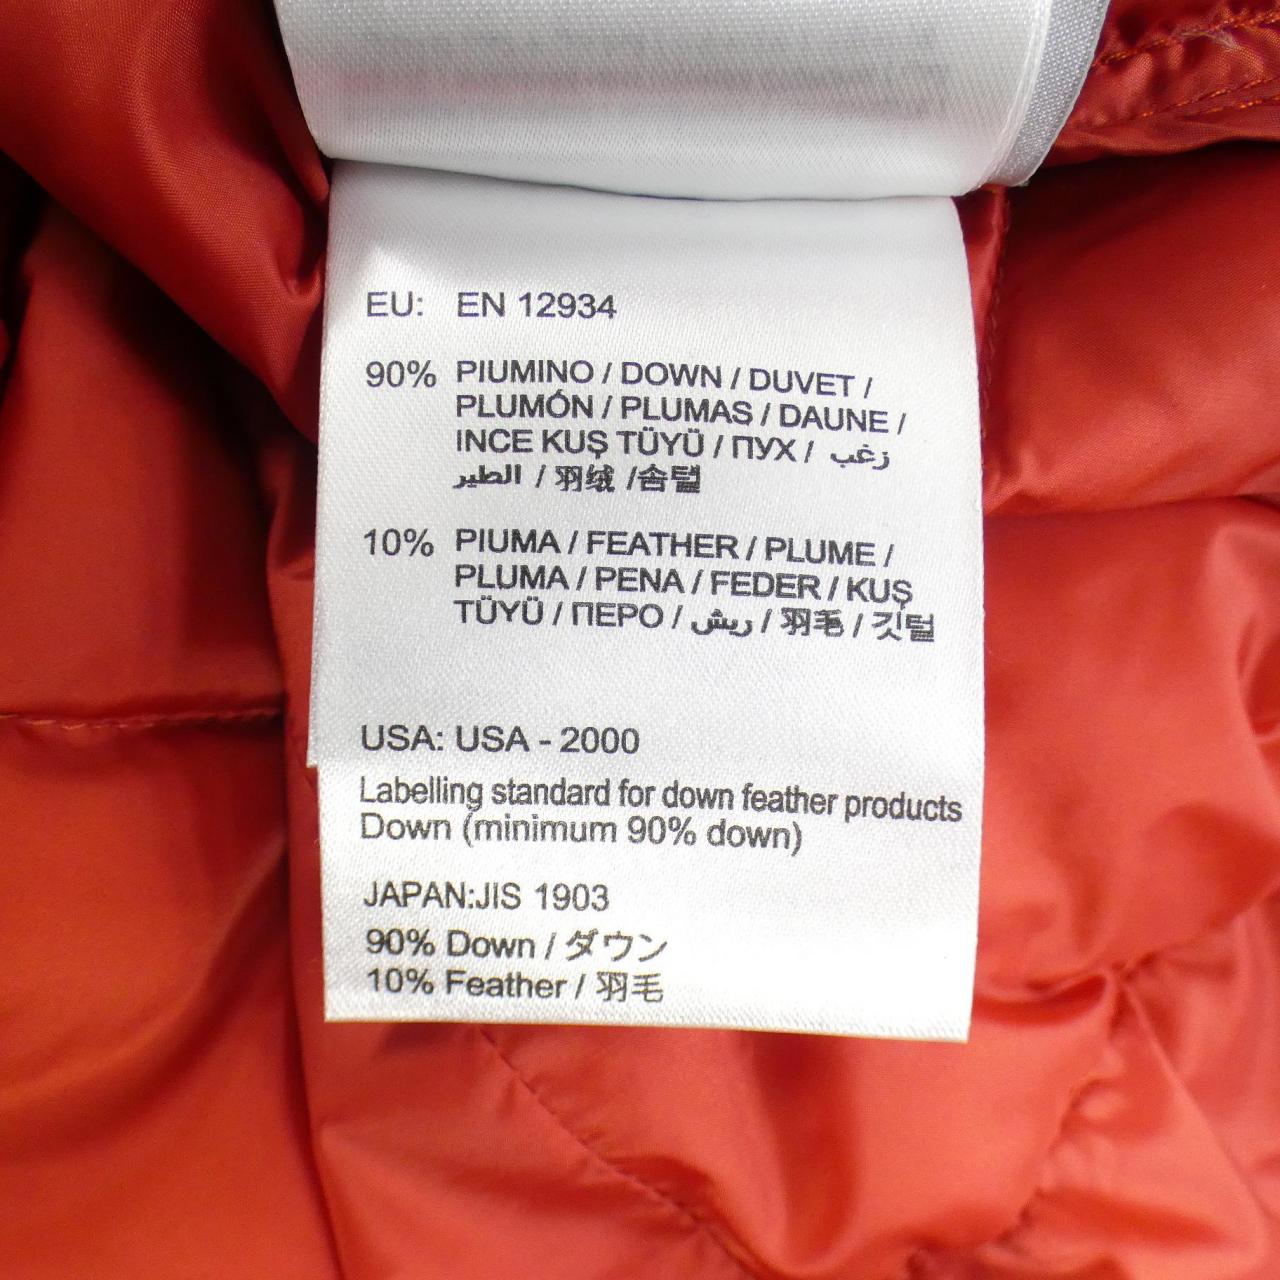 EU: EN 12934
90% PIUMINO / DOWN / DUVET /
PLUMÓN / PLUMAS / DAUNE /
INCE KUŞ TÜYÜ / ПУХ / زغب
الطير / 羽绒 /솜털
10% PIUMA / FEATHER / PLUME /
PLUMA / PENA / FEDER / KUŞ
TÜYÜ / ПЕРО / ريش / 羽毛 / 깃털
USA: USA - 2000
Labelling standard for down feather products
Down (minimum 90% down)
JAPAN:JIS 1903
90% Down / ダウン
10% Feather / 羽毛